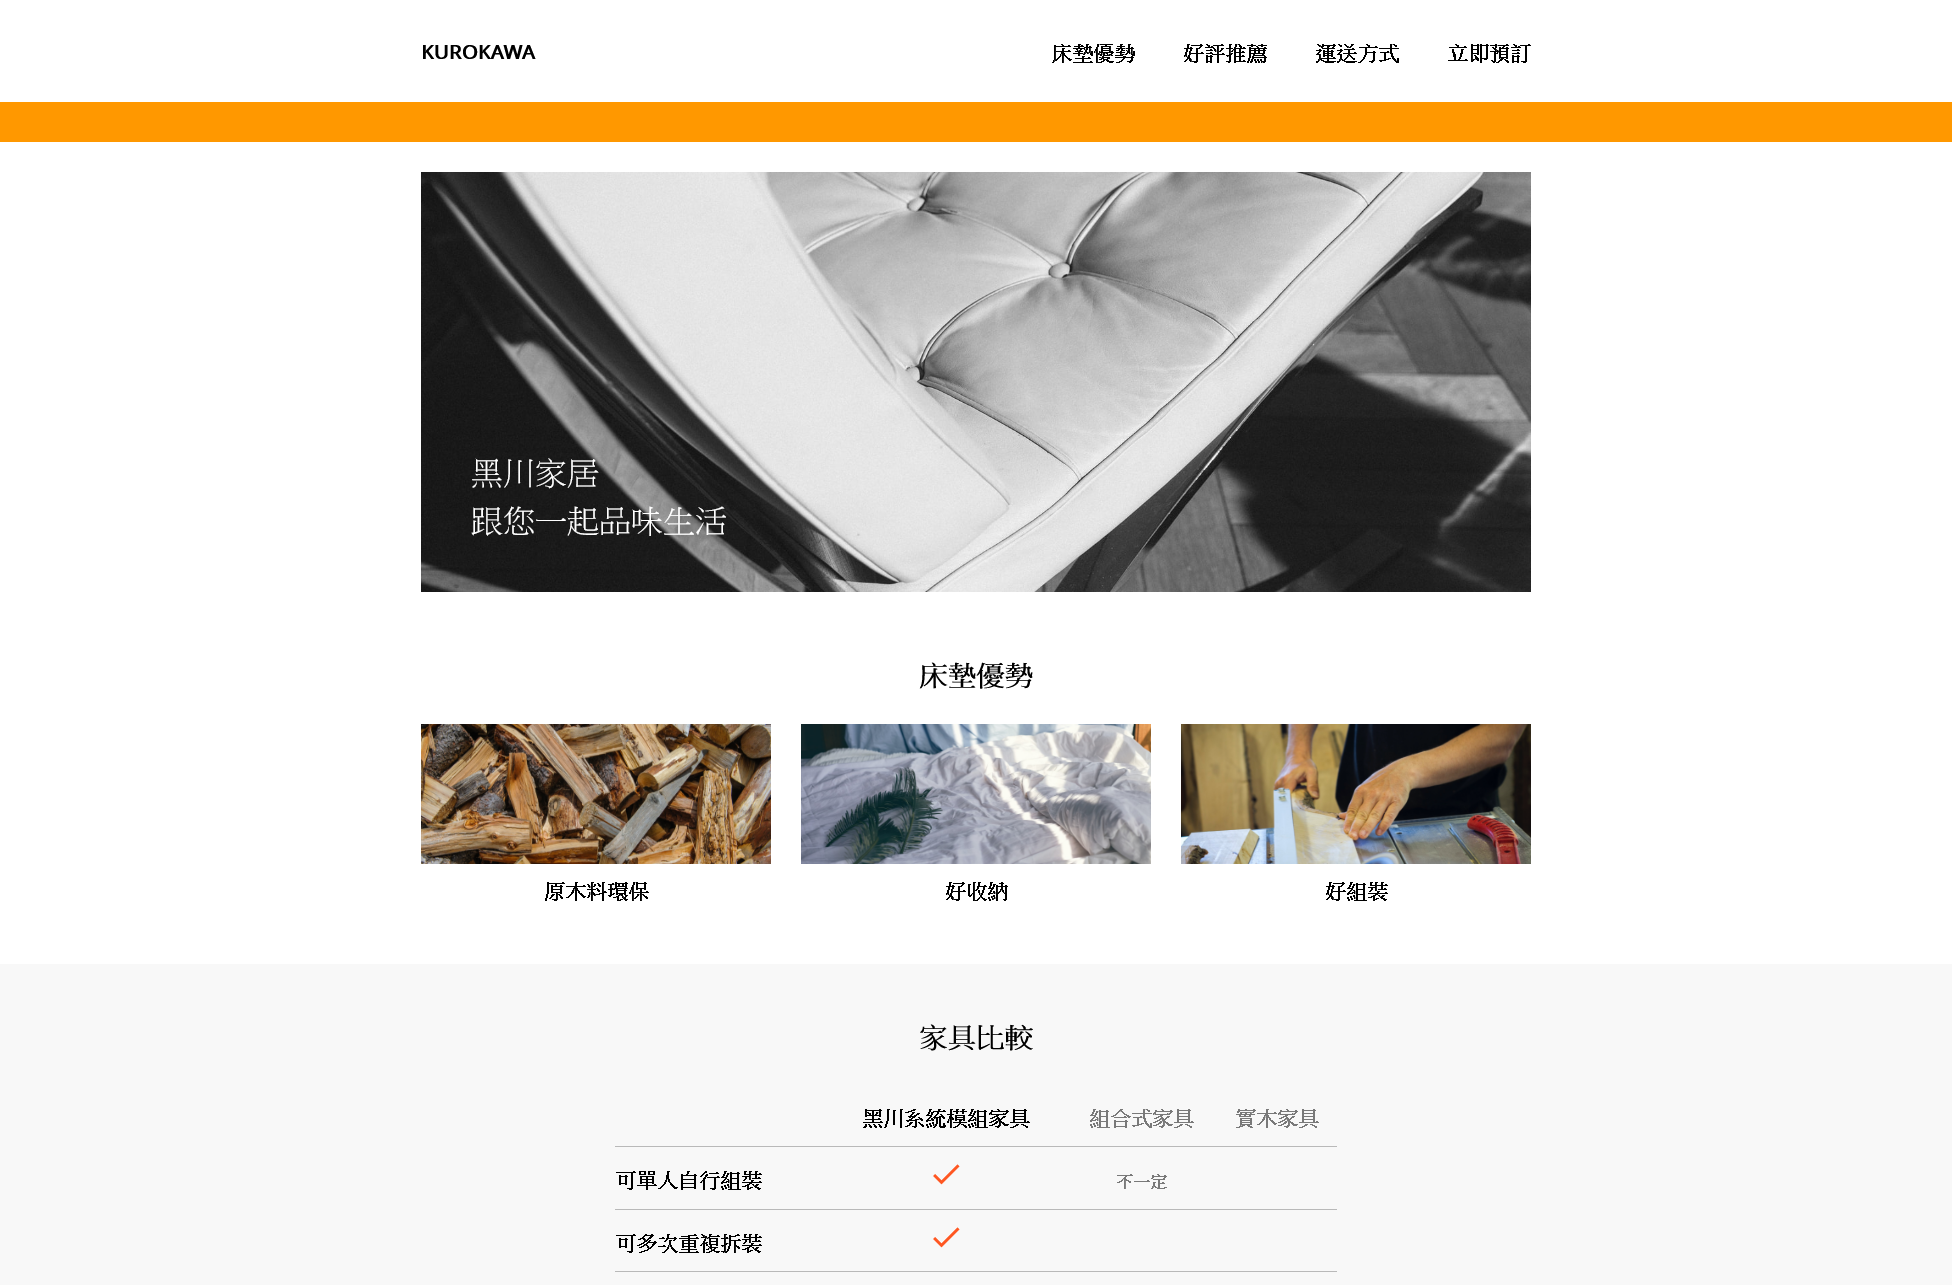 KUROKAWA
床墊優勢 好評推薦 運送方式 立即預訂
黑川家居
跟您一起品味生活
床墊優勢
原木料環保 好收納 好組裝
家具比較
黑川系統模組家具 組合式家具 實木家具
可單人自行組裝 不一定
可多次重複拆裝